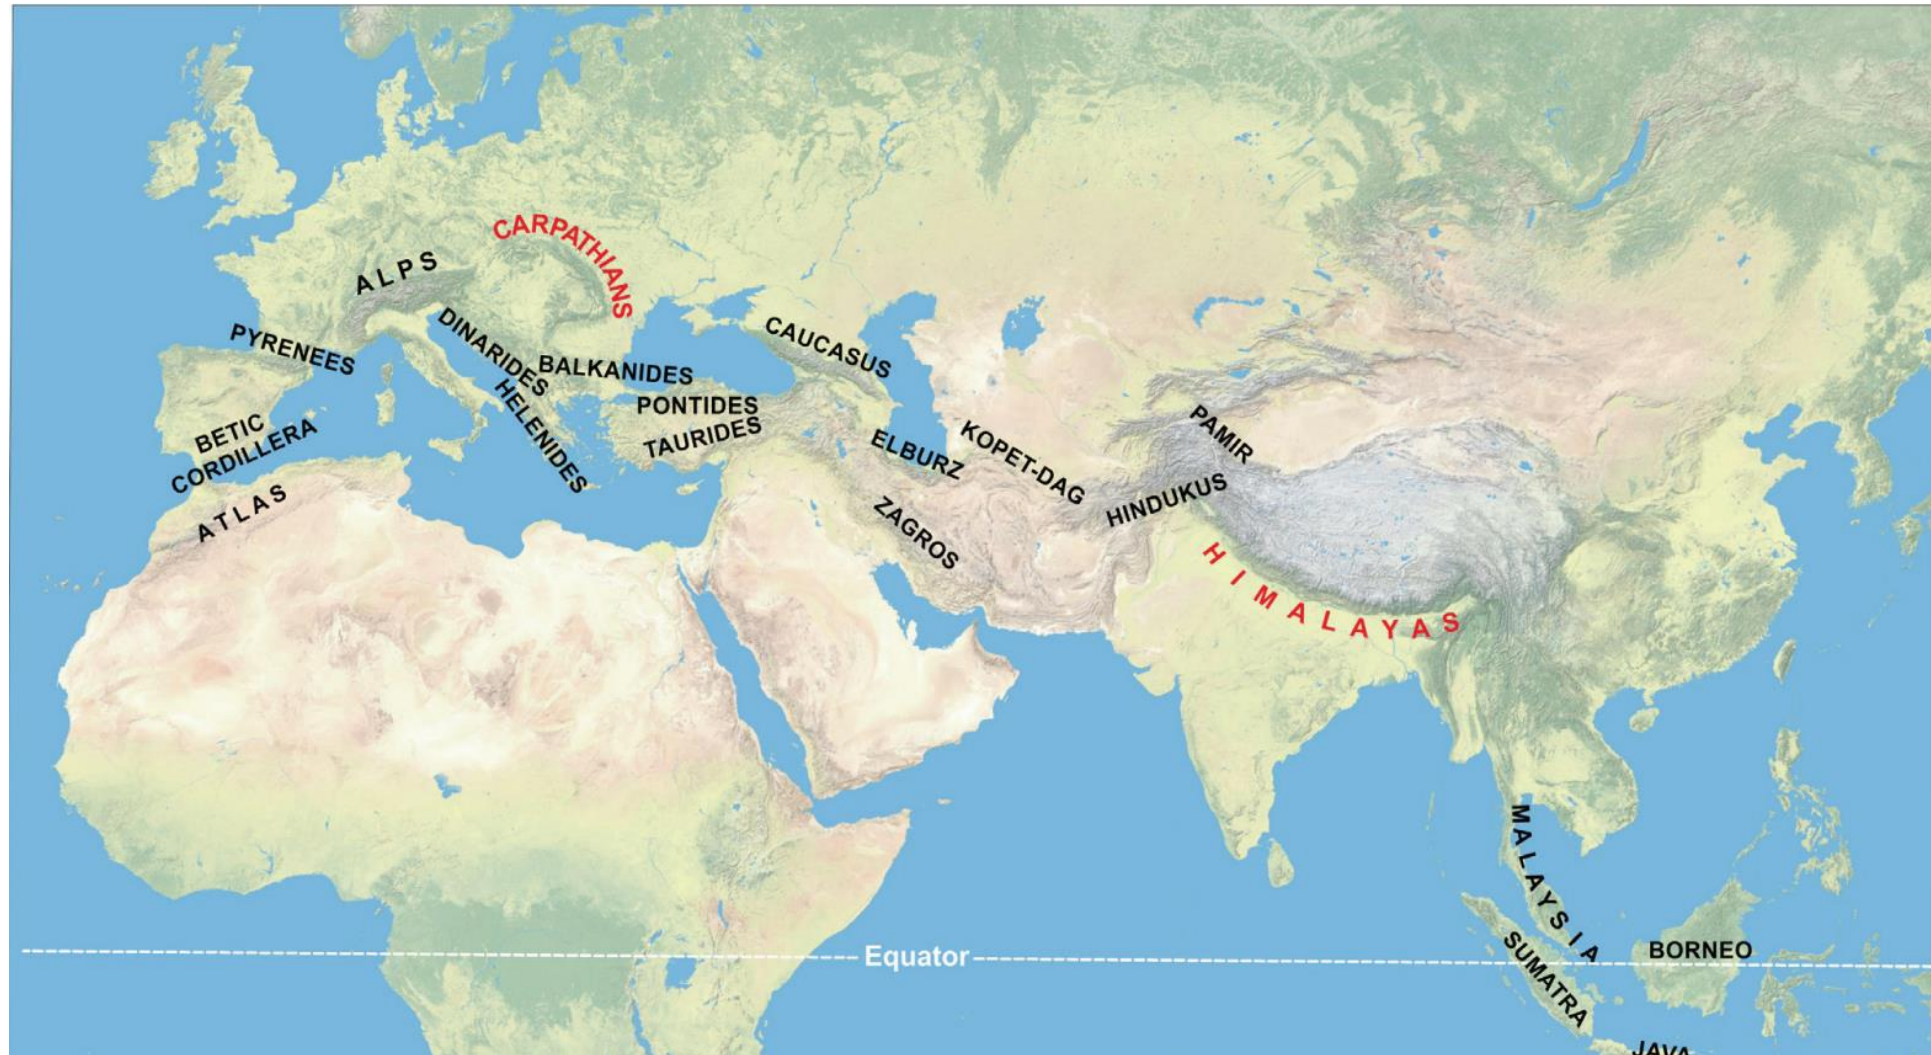 CARPATHIANS
ALPS
PYRENEES
DINARIDES
BALKANIDES
HELENIDES
CAUCASUS
PONTIDES
TAURIDES
BETIC
CORDILLERA
ATLAS
ELBURZ
KOPET-DAG
PAMIR
HINDUKUS
ZAGROS
HIMALAYAS
MALAYSIA
Equator
BORNEO
SUMATRA
JAVA